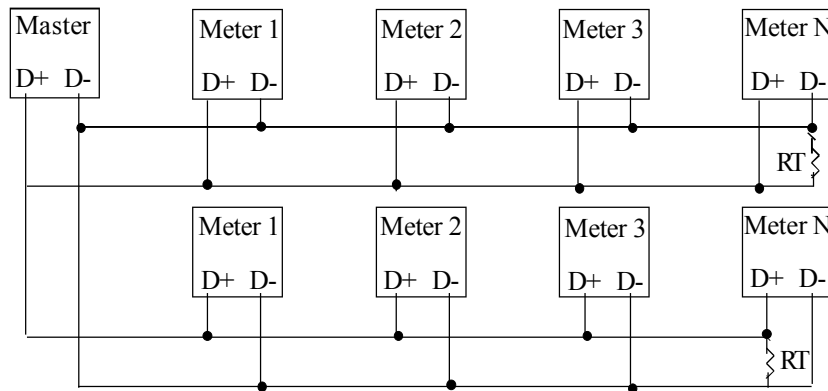 Master Meter 1 Meter 2 Meter 3 Meter N
D+ D- D+ D- D+ D- D+ D- D+ D-
RT
Meter 1 Meter 2 Meter 3 Meter N
D+ D- D+ D- D+ D- D+ D-
RT